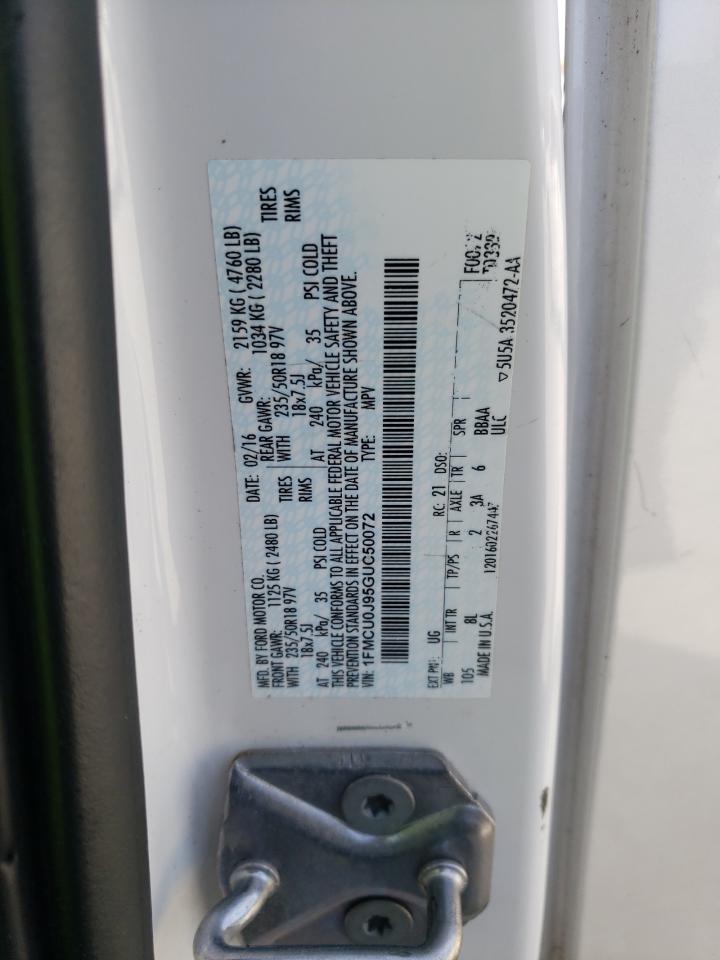 MFD. BY FORD MOTOR CO. DATE: 02/16 GVWR: 2159 KG ( 4760 LB)
FRONT GAWR: 1125 KG (2480 LB) REAR GAWR: 1034 KG ( 2280 LB)
WITH 235/50R18 97V TIRES WITH 235/50R18 97V TIRES
18x7.5J RIMS 18x7.5J RIMS
AT 240 kPa/ 35 PSI COLD AT 240 kPa/ 35 PSI COLD
THIS VEHICLE CONFORMS TO ALL APPLICABLE FEDERAL MOTOR VEHICLE SAFETY AND THEFT
PREVENTION STANDARDS IN EFFECT ON THE DATE OF MANUFACTURE SHOWN ABOVE.
VIN: 1FMCU0J95GUC50072 TYPE: MPV
EXT PNT: UG RC: 21 DSO:
WB INT TR TP/PS R AXLE TR SPR
105 8L 2 3A 6 BBAA
MADE IN U.S.A. ULC
▽5U5A 3520472-AA